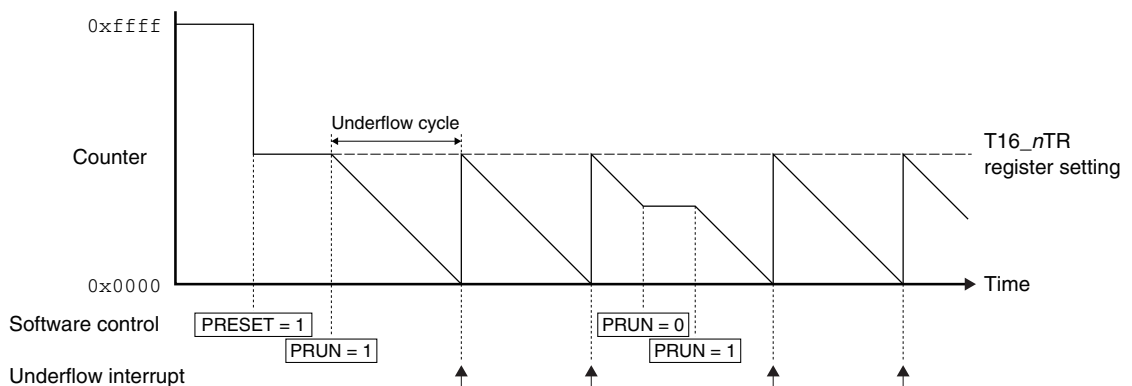 0xffff
Underflow cycle
Counter
T16_nTR
register setting
0x0000
Time
Software control
PRESET = 1
PRUN = 0
PRUN = 1
PRUN = 1
Underflow interrupt